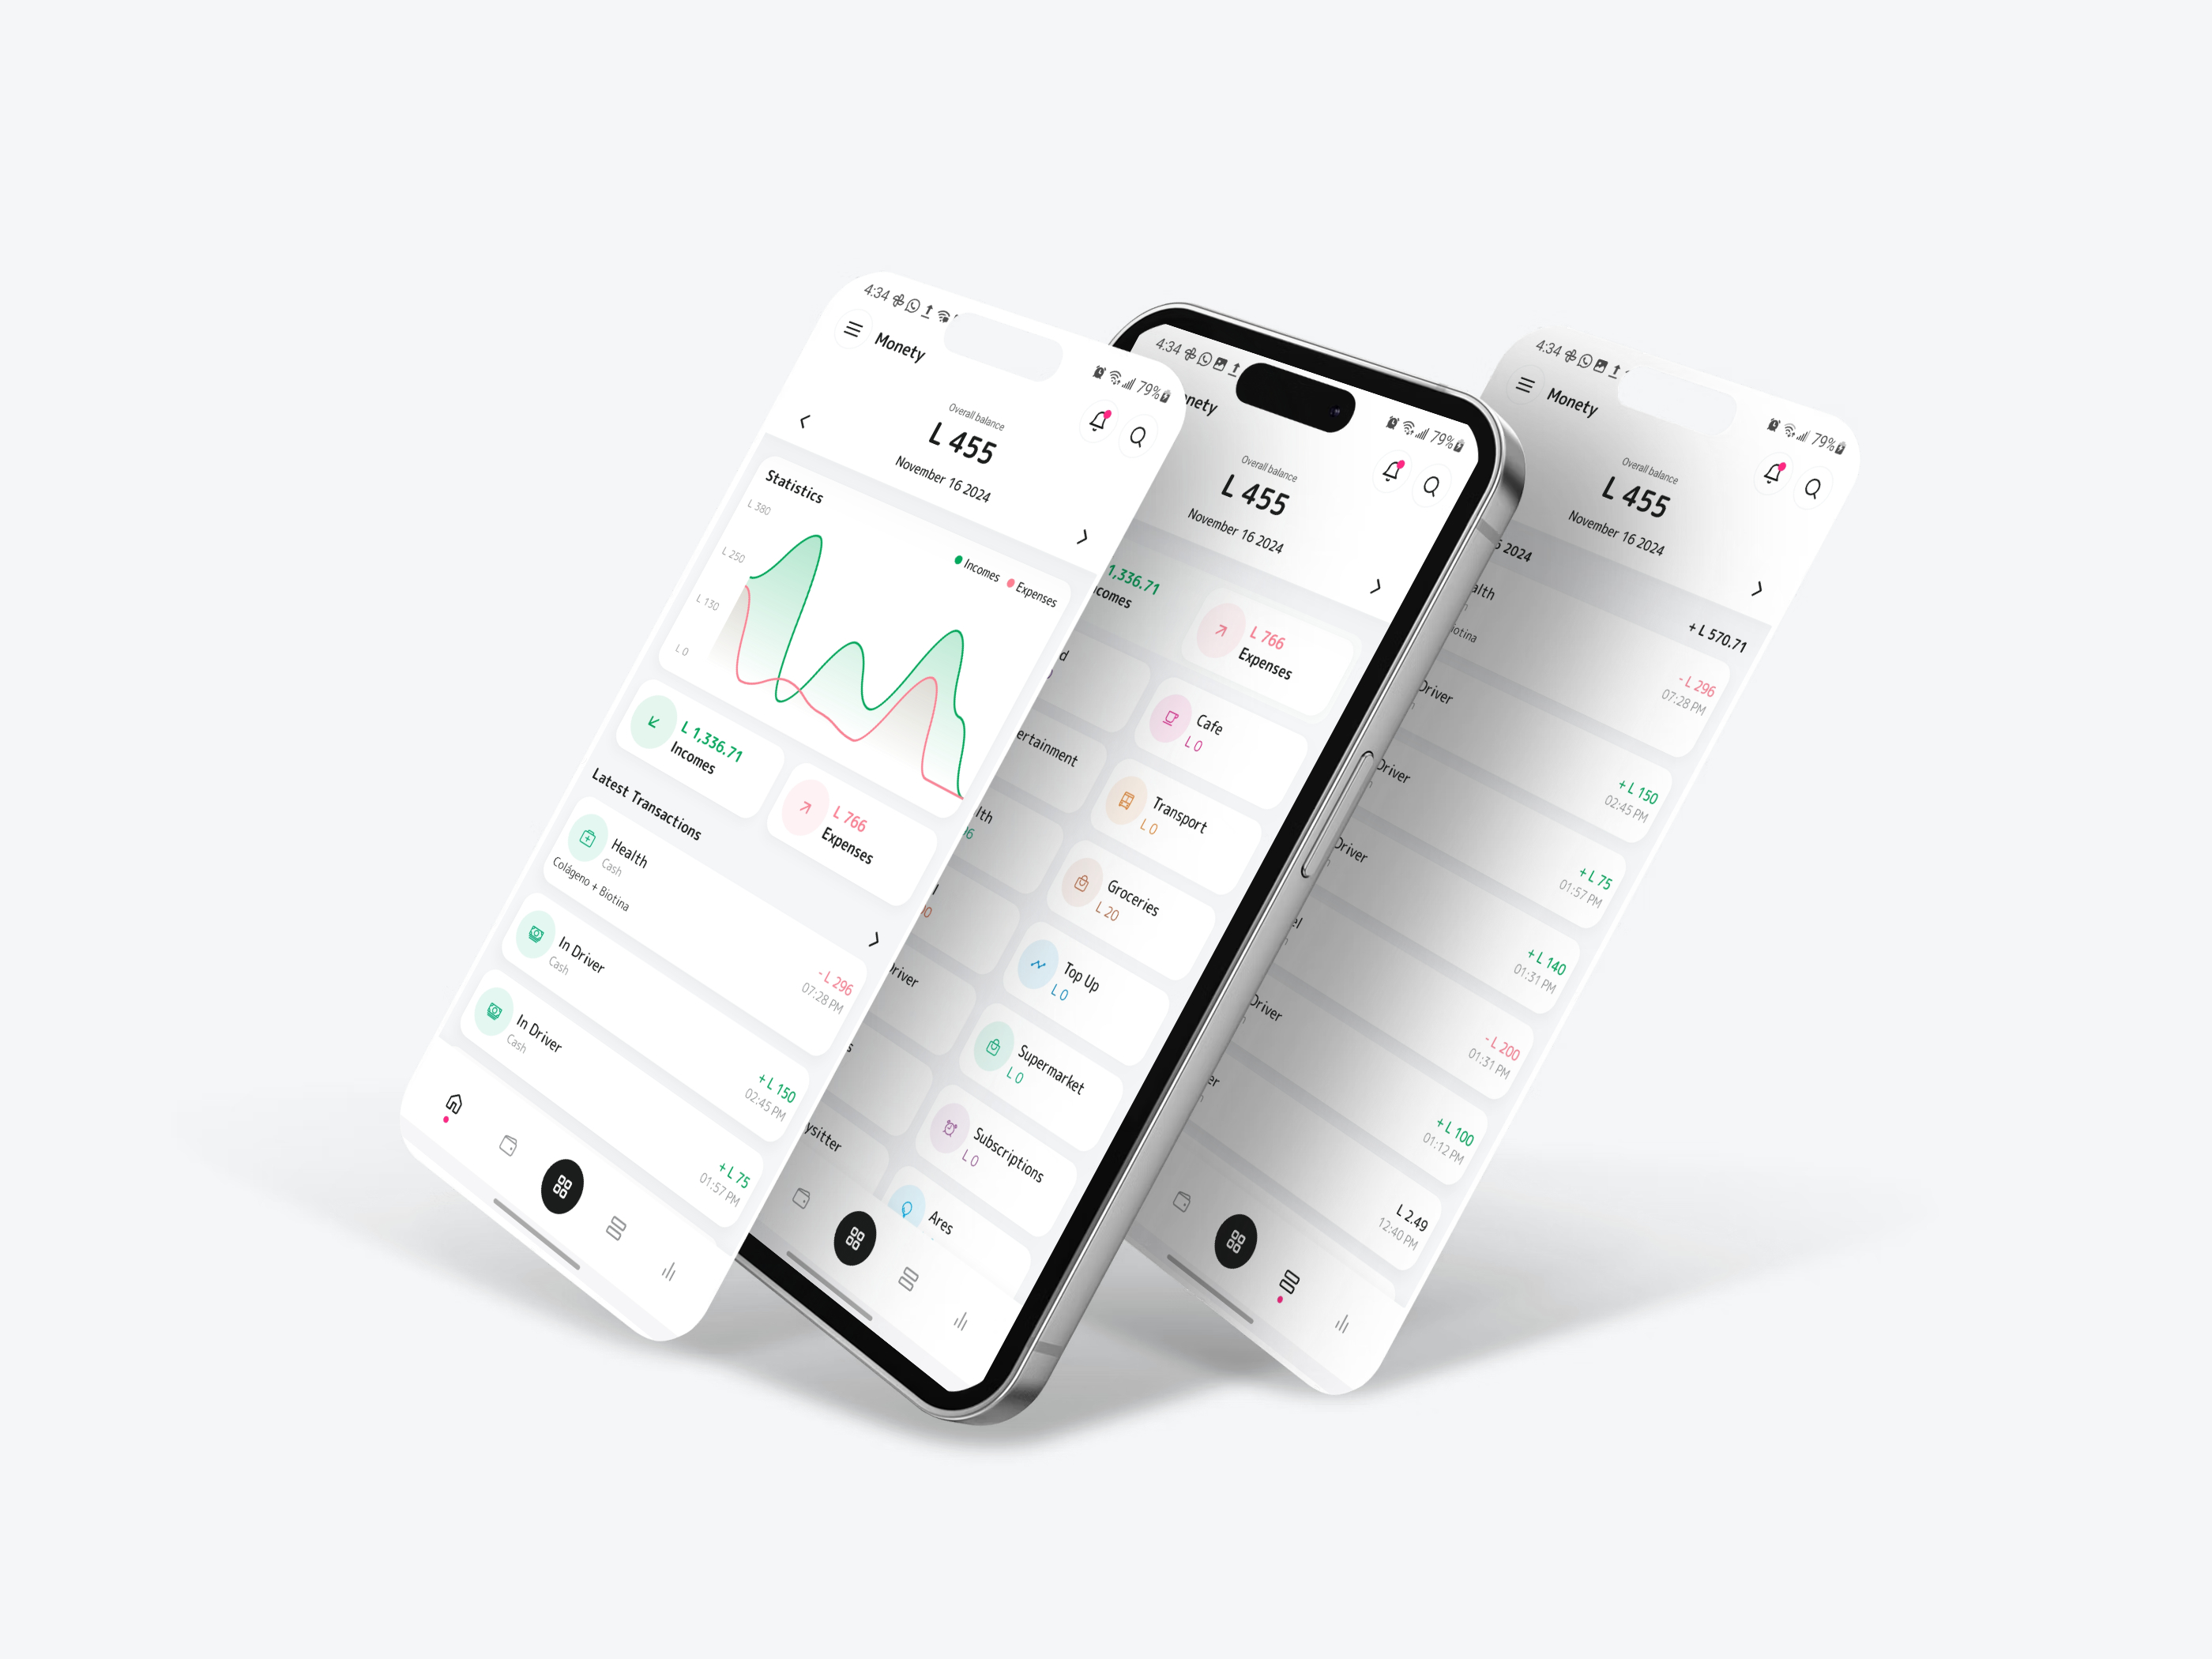 4:34
79%
Monety
Overall balance
L 455
November 16 2024
Statistics
L 380
L 250
L 130
L 0
Incomes
Expenses
L 1,336.71
Incomes
L 766
Expenses
Latest Transactions
Health
Cash
Colágeno + Biotina
- L 296
07:28 PM
In Driver
Cash
+ L 150
02:45 PM
In Driver
Cash
+ L 75
01:57 PM
4:34
79%
Overall balance
L 455
November 16 2024
1,336.71
L 766
Expenses
Cafe
L 0
Transport
L 0
Groceries
L 20
Top Up
L 0
Supermarket
L 0
Subscriptions
L 0
Ares
4:34
79%
Monety
Overall balance
L 455
November 16 2024
2024
+ L 570.71
- L 296
07:28 PM
Driver
+ L 150
02:45 PM
Driver
+ L 75
01:57 PM
Driver
+ L 140
01:31 PM
- L 200
01:31 PM
Driver
+ L 100
01:12 PM
L 2.49
12:40 PM